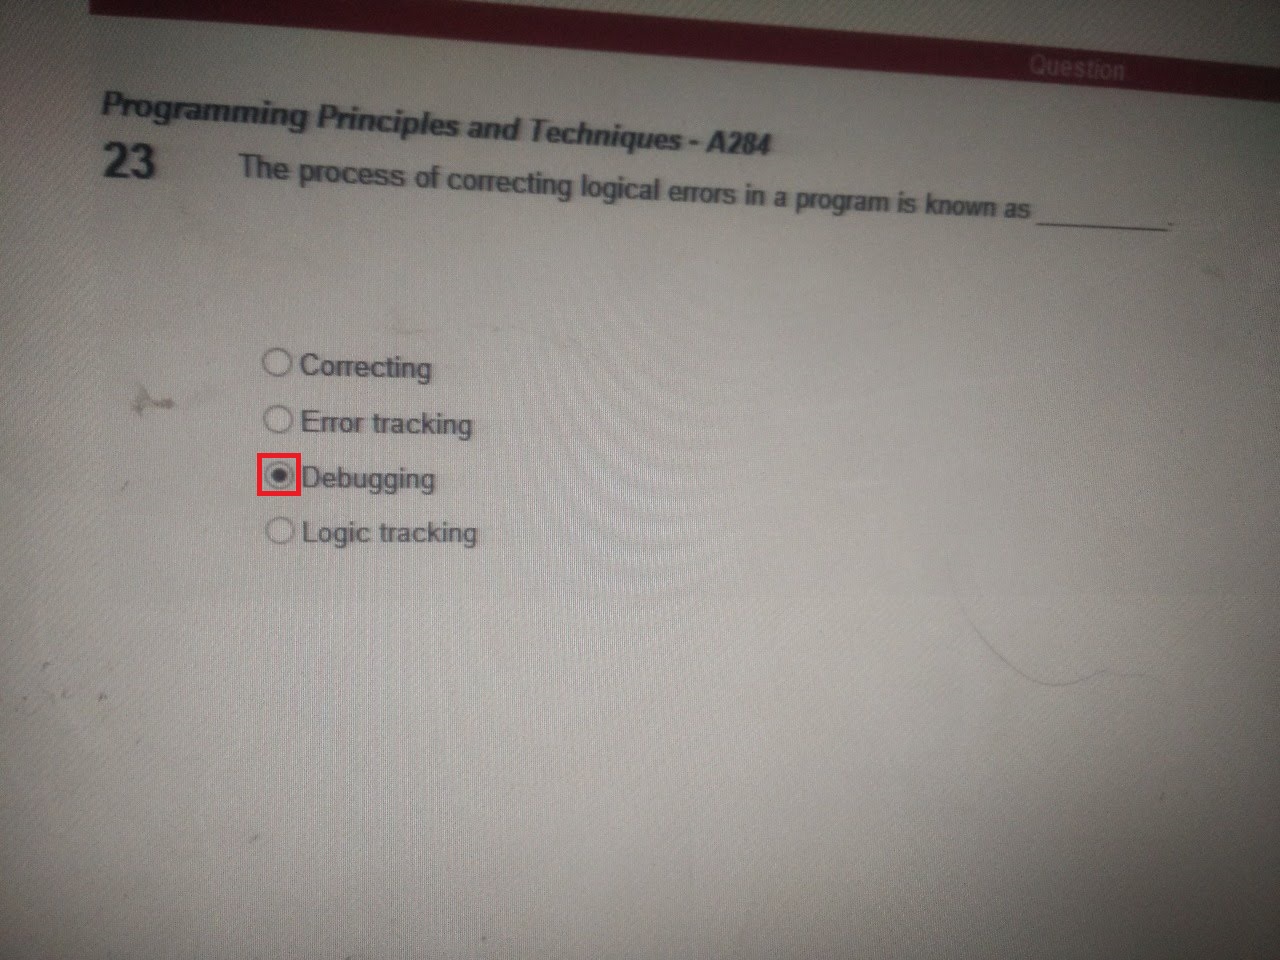 Question
Programming Principles and Techniques - A284
23 The process of correcting logical errors in a program is known as __________.
Correcting
Error tracking
Debugging
Logic tracking